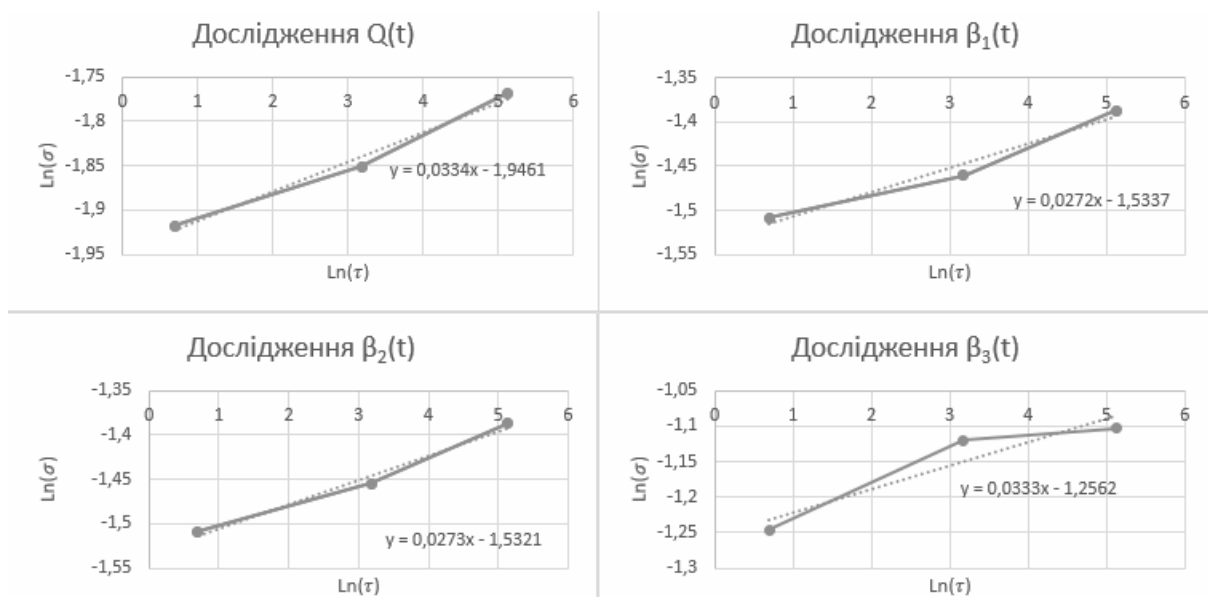 Дослідження Q(t)
-1,75
0 1 2 3 4 5 6
-1,8
-1,85
-1,9
-1,95
Ln(σ)
y = 0,0334x - 1,9461
Ln(τ)
Дослідження β₁(t)
-1,35
0 1 2 3 4 5 6
-1,4
-1,45
-1,5
-1,55
Ln(σ)
y = 0,0272x - 1,5337
Ln(τ)
Дослідження β₂(t)
-1,35
0 1 2 3 4 5 6
-1,4
-1,45
-1,5
-1,55
Ln(σ)
y = 0,0273x - 1,5321
Ln(τ)
Дослідження β₃(t)
-1,05
0 1 2 3 4 5 6
-1,1
-1,15
-1,2
-1,25
-1,3
Ln(σ)
y = 0,0333x - 1,2562
Ln(τ)